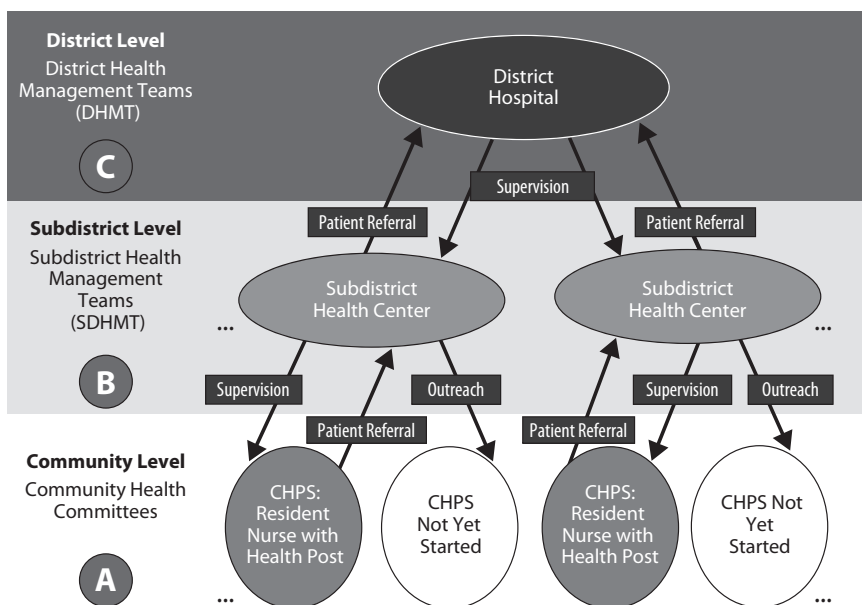 District Level
District Health
Management Teams
(DHMT)
C
District
Hospital
Supervision
Patient Referral
Patient Referral
Subdistrict Level
Subdistrict Health
Management
Teams
(SDHMT)
B
...
Subdistrict
Health Center
Subdistrict
Health Center
...
Supervision
Outreach
Supervision
Outreach
Patient Referral
Patient Referral
Community Level
Community Health
Committees
A
...
CHPS:
Resident
Nurse with
Health Post
CHPS
Not Yet
Started
CHPS:
Resident
Nurse with
Health Post
CHPS Not
Yet
Started
...